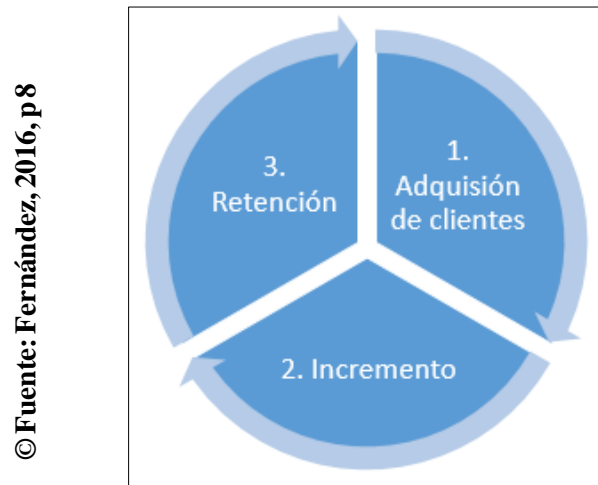 ©Fuente: Fernández, 2016, p 8
1.
Adquisión
de clientes
2. Incremento
3.
Retención